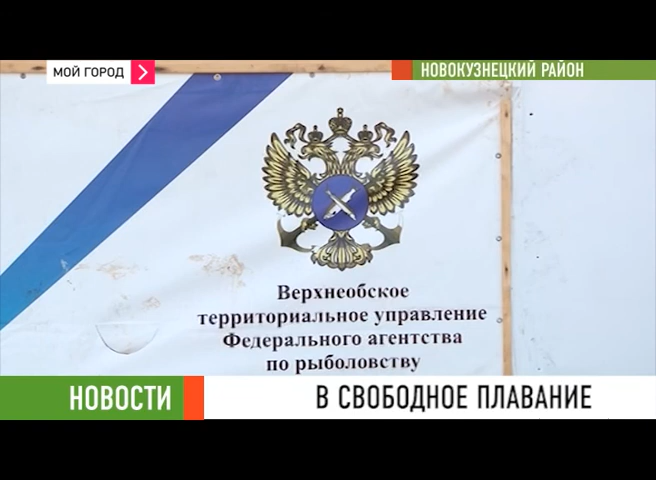 МОЙ ГОРОД
НОВОКУЗНЕЦКИЙ РАЙОН
Верхнеобское
территориальное управление
Федерального агентства
по рыболовству
НОВОСТИ
В СВОБОДНОЕ ПЛАВАНИЕ